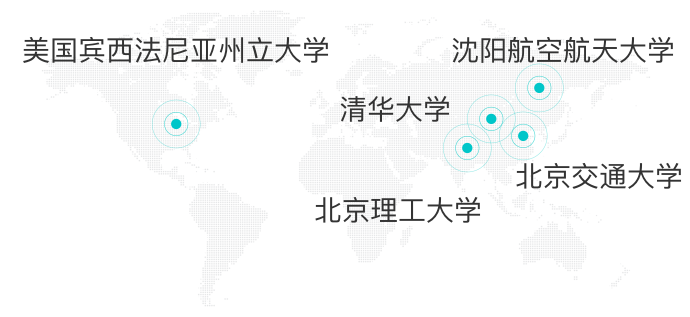 美国宾西法尼亚州立大学
沈阳航空航天大学
清华大学
北京交通大学
北京理工大学